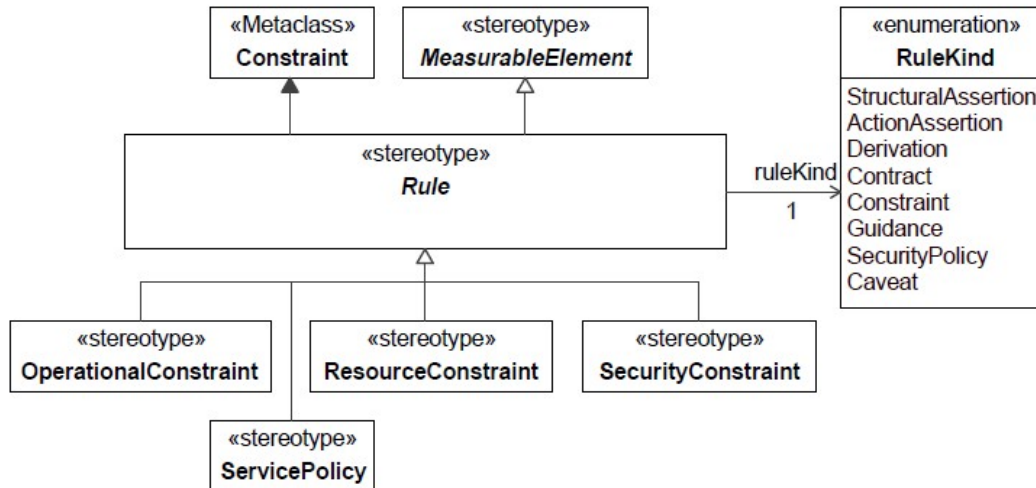 «Metaclass»
Constraint
«stereotype»
MeasurableElement
«enumeration»
RuleKind
StructuralAssertion
ActionAssertion
Derivation
Contract
Constraint
Guidance
SecurityPolicy
Caveat
«stereotype»
Rule
ruleKind
1
«stereotype»
OperationalConstraint
«stereotype»
ResourceConstraint
«stereotype»
SecurityConstraint
«stereotype»
ServicePolicy